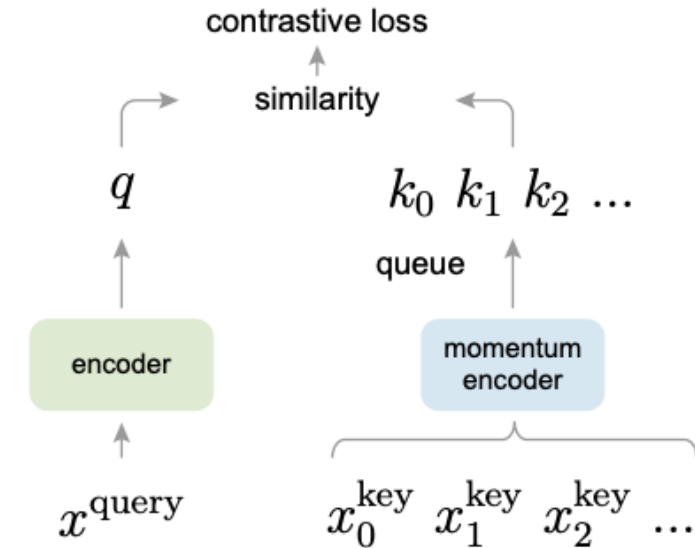 contrastive loss
similarity
q k₀ k₁ k₂ ...
queue
encoder
momentum
encoder
x^query x₀^key x₁^key x₂^key ...